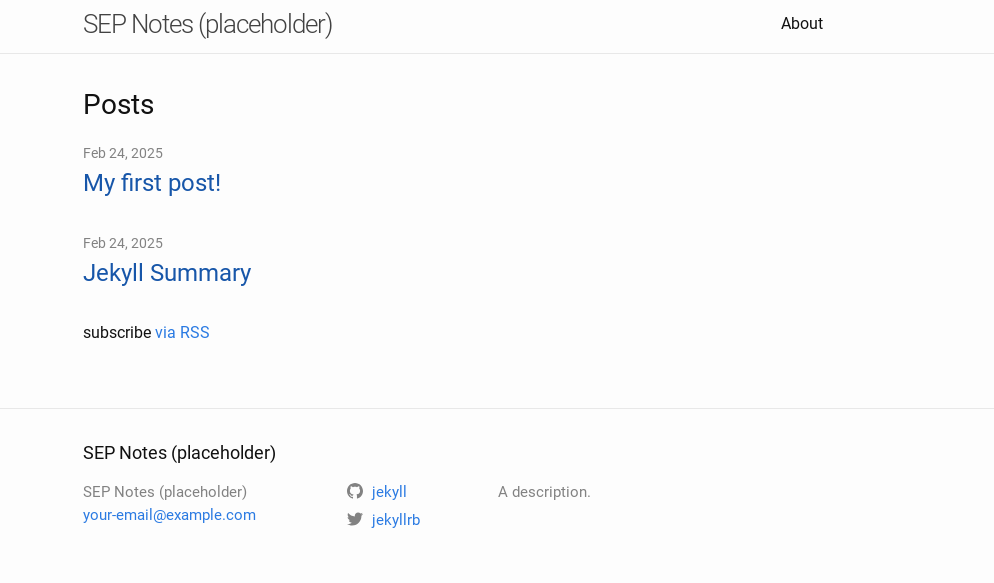 SEP Notes (placeholder)
About
Posts
Feb 24, 2025
My first post!
Feb 24, 2025
Jekyll Summary
subscribe via RSS
SEP Notes (placeholder)
SEP Notes (placeholder)
your-email@example.com
jekyll
jekyllrb
A description.